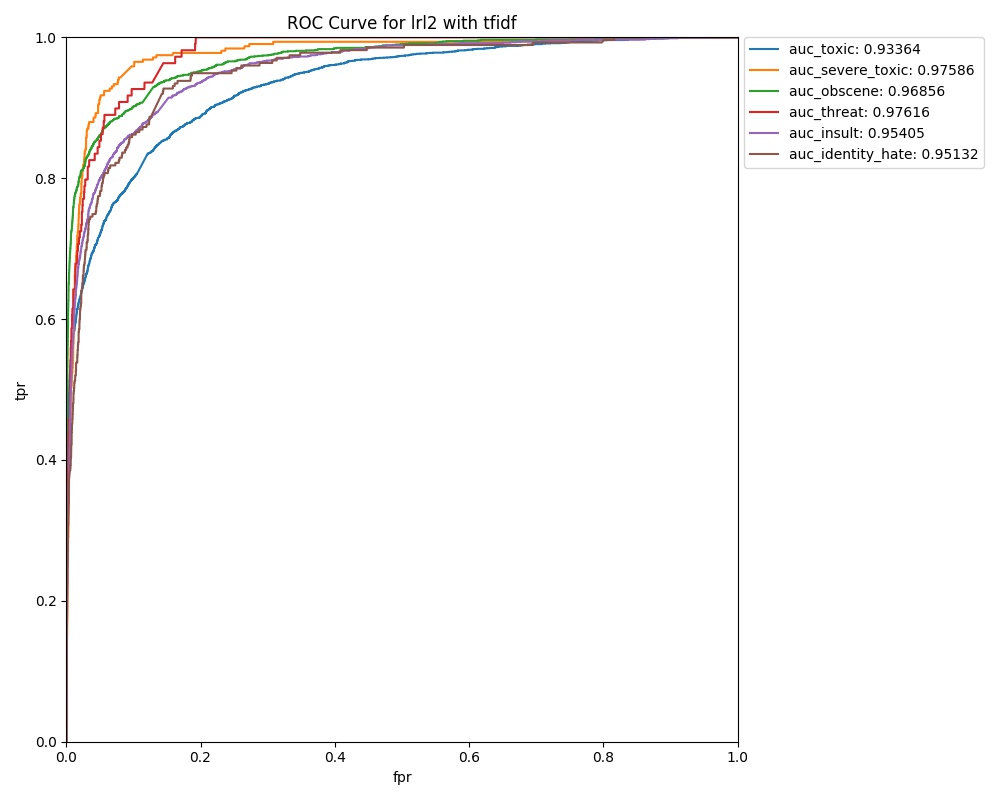 ROC Curve for lrl2 with tfidf
1.0
0.8
0.6
0.4
0.2
0.0
tpr
0.0 0.2 0.4 0.6 0.8 1.0
fpr
auc_toxic: 0.93364
auc_severe_toxic: 0.97586
auc_obscene: 0.96856
auc_threat: 0.97616
auc_insult: 0.95405
auc_identity_hate: 0.95132